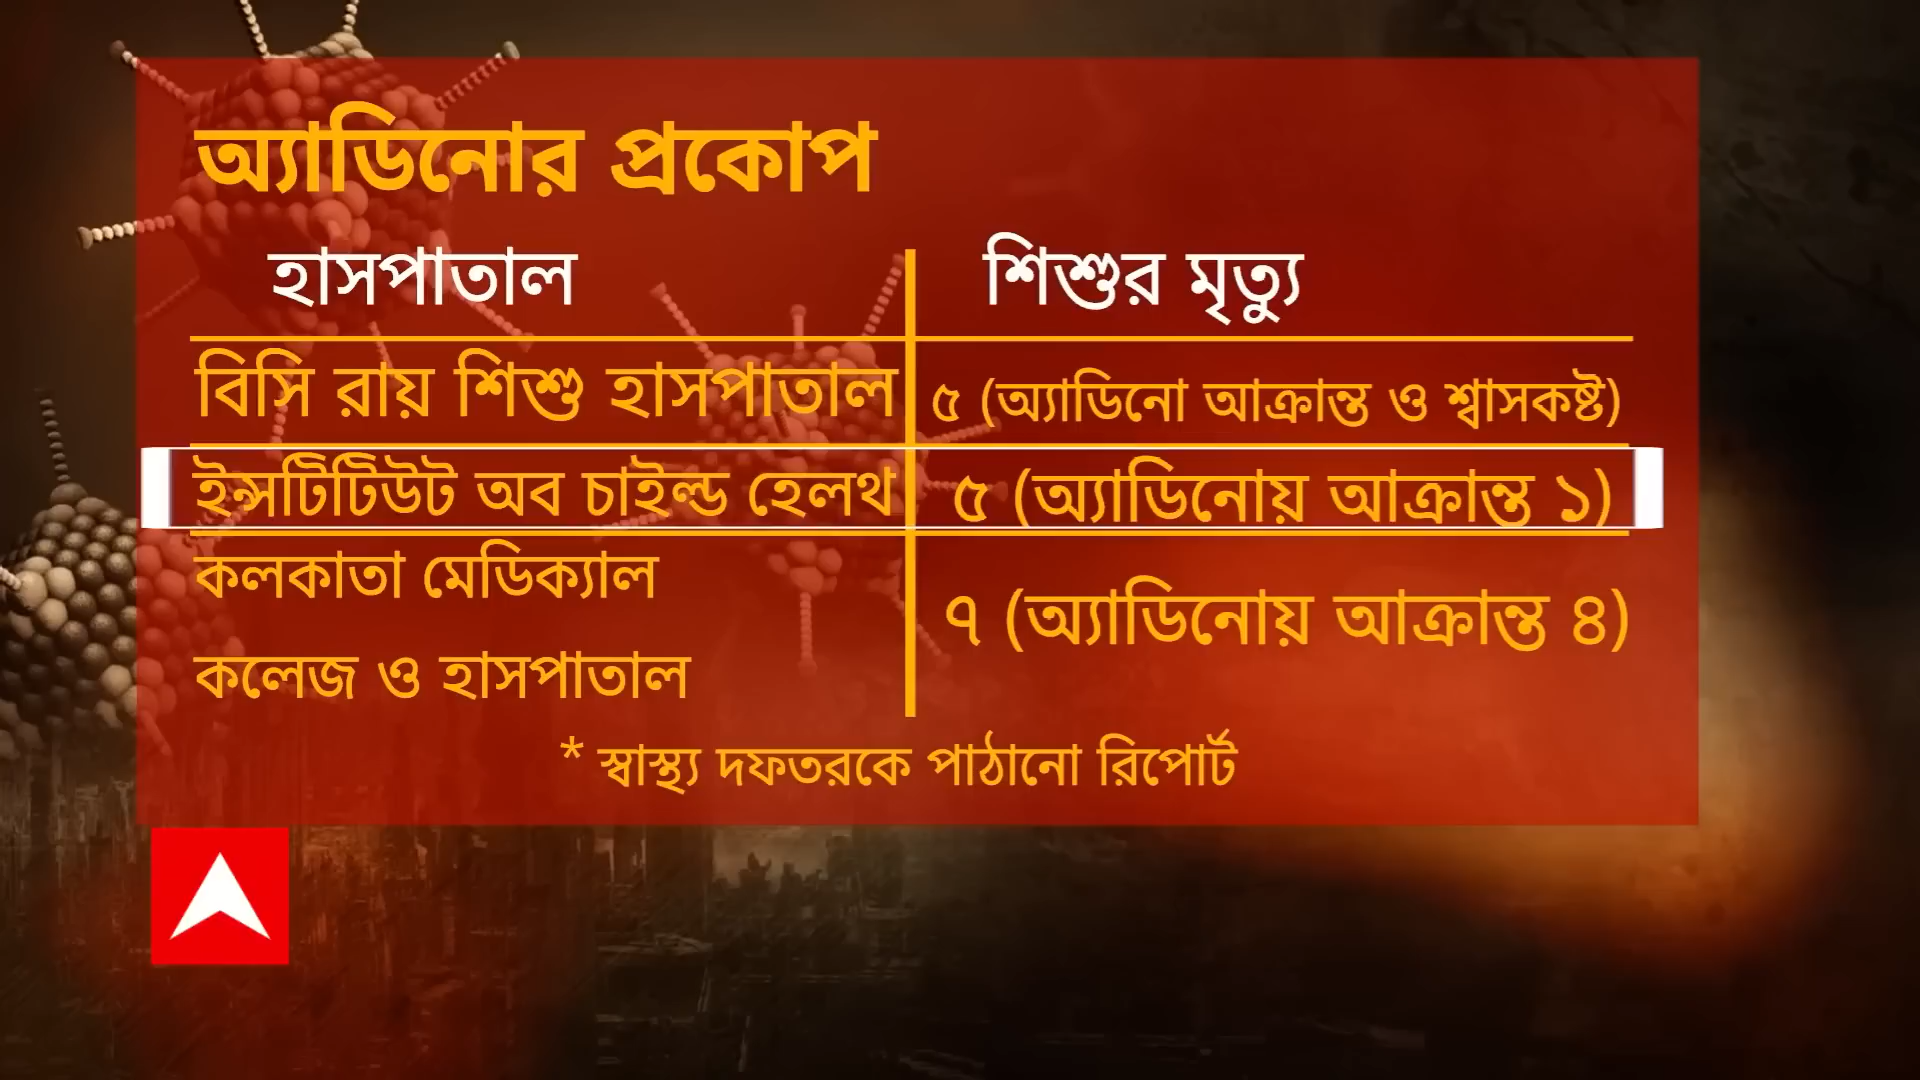 অ্যাডিনোর প্রকোপ
হাসপাতাল শিশুর মৃত্যু
বিসি রায় শিশু হাসপাতাল ৫ (অ্যাডিনো আক্রান্ত ও শ্বাসকষ্ট)
ইন্সটিটিউট অব চাইল্ড হেলথ ৫ (অ্যাডিনোয় আক্রান্ত ১)
কলকাতা মেডিক্যাল
কলেজ ও হাসপাতাল ৭ (অ্যাডিনোয় আক্রান্ত ৪)
* স্বাস্থ্য দফতরকে পাঠানো রিপোর্ট